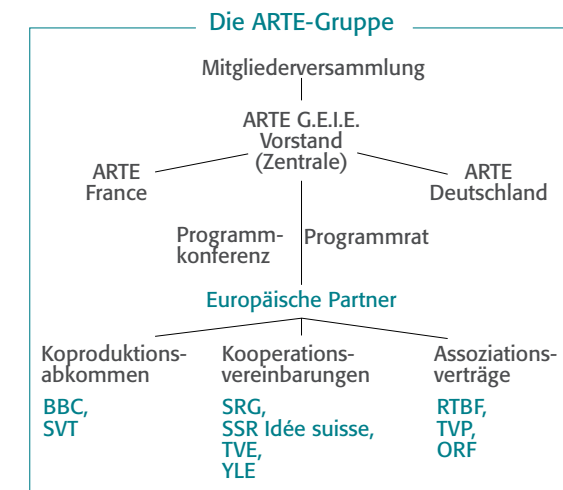 Die ARTE-Gruppe
Mitgliederversammlung
ARTE G.E.I.E.
Vorstand
(Zentrale)
ARTE
France
ARTE
Deutschland
Programm-
konferenz
Programmrat
Europäische Partner
Koproduktions-
abkommen
BBC,
SVT
Kooperations-
vereinbarungen
SRG,
SSR Idée suisse,
TVE,
YLE
Assoziations-
verträge
RTBF,
TVP,
ORF